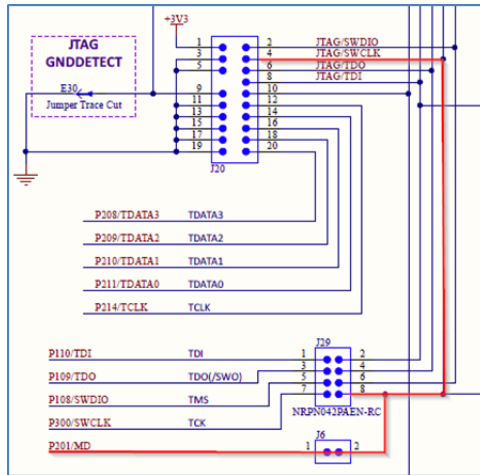 JTAG
GNDDETECT
E30
Jumper Trace Cut
+3V3
1 2 JTAG/SWDIO
3 4 JTAG/SWCLK
5 6 JTAG/TDO
8 JTAG/TDI
9 10
11 12
13 14
15 16
17 18
19 20
J20
P208/TDATA3 TDATA3
P209/TDATA2 TDATA2
P210/TDATA1 TDATA1
P211/TDATA0 TDATA0
P214/TCLK TCLK
J29
P110/TDI TDI 1 2
P109/TDO TDO(/SWO) 3 4
P108/SWDIO TMS 5 6
P300/SWCLK TCK 7 8
NRPN042PAEN-RC
J6
P201/MD 1 2